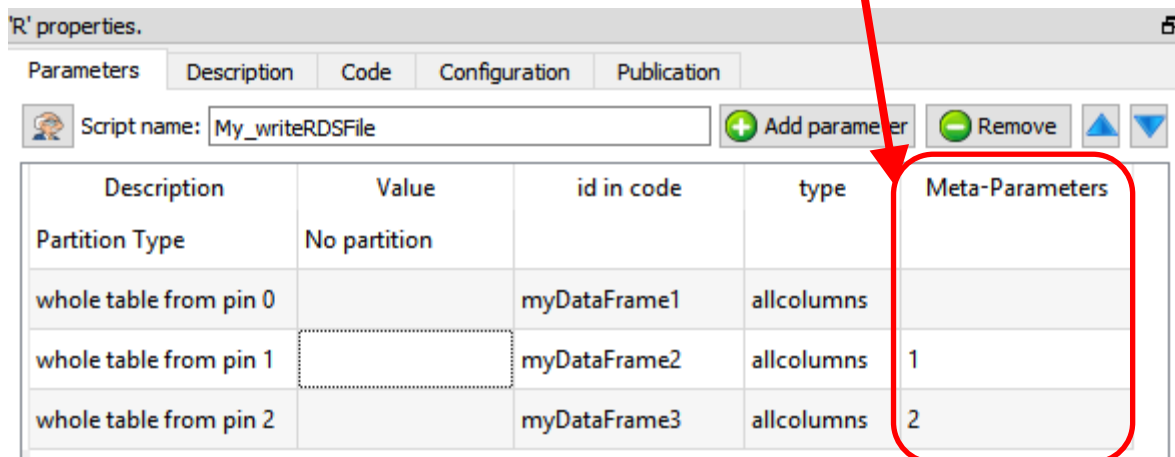 'R' properties.
Parameters Description Code Configuration Publication
Script name: My_writeRDSFile Add parameter Remove
Description Value id in code type Meta-Parameters
Partition Type No partition
whole table from pin 0 myDataFrame1 allcolumns
whole table from pin 1 myDataFrame2 allcolumns 1
whole table from pin 2 myDataFrame3 allcolumns 2